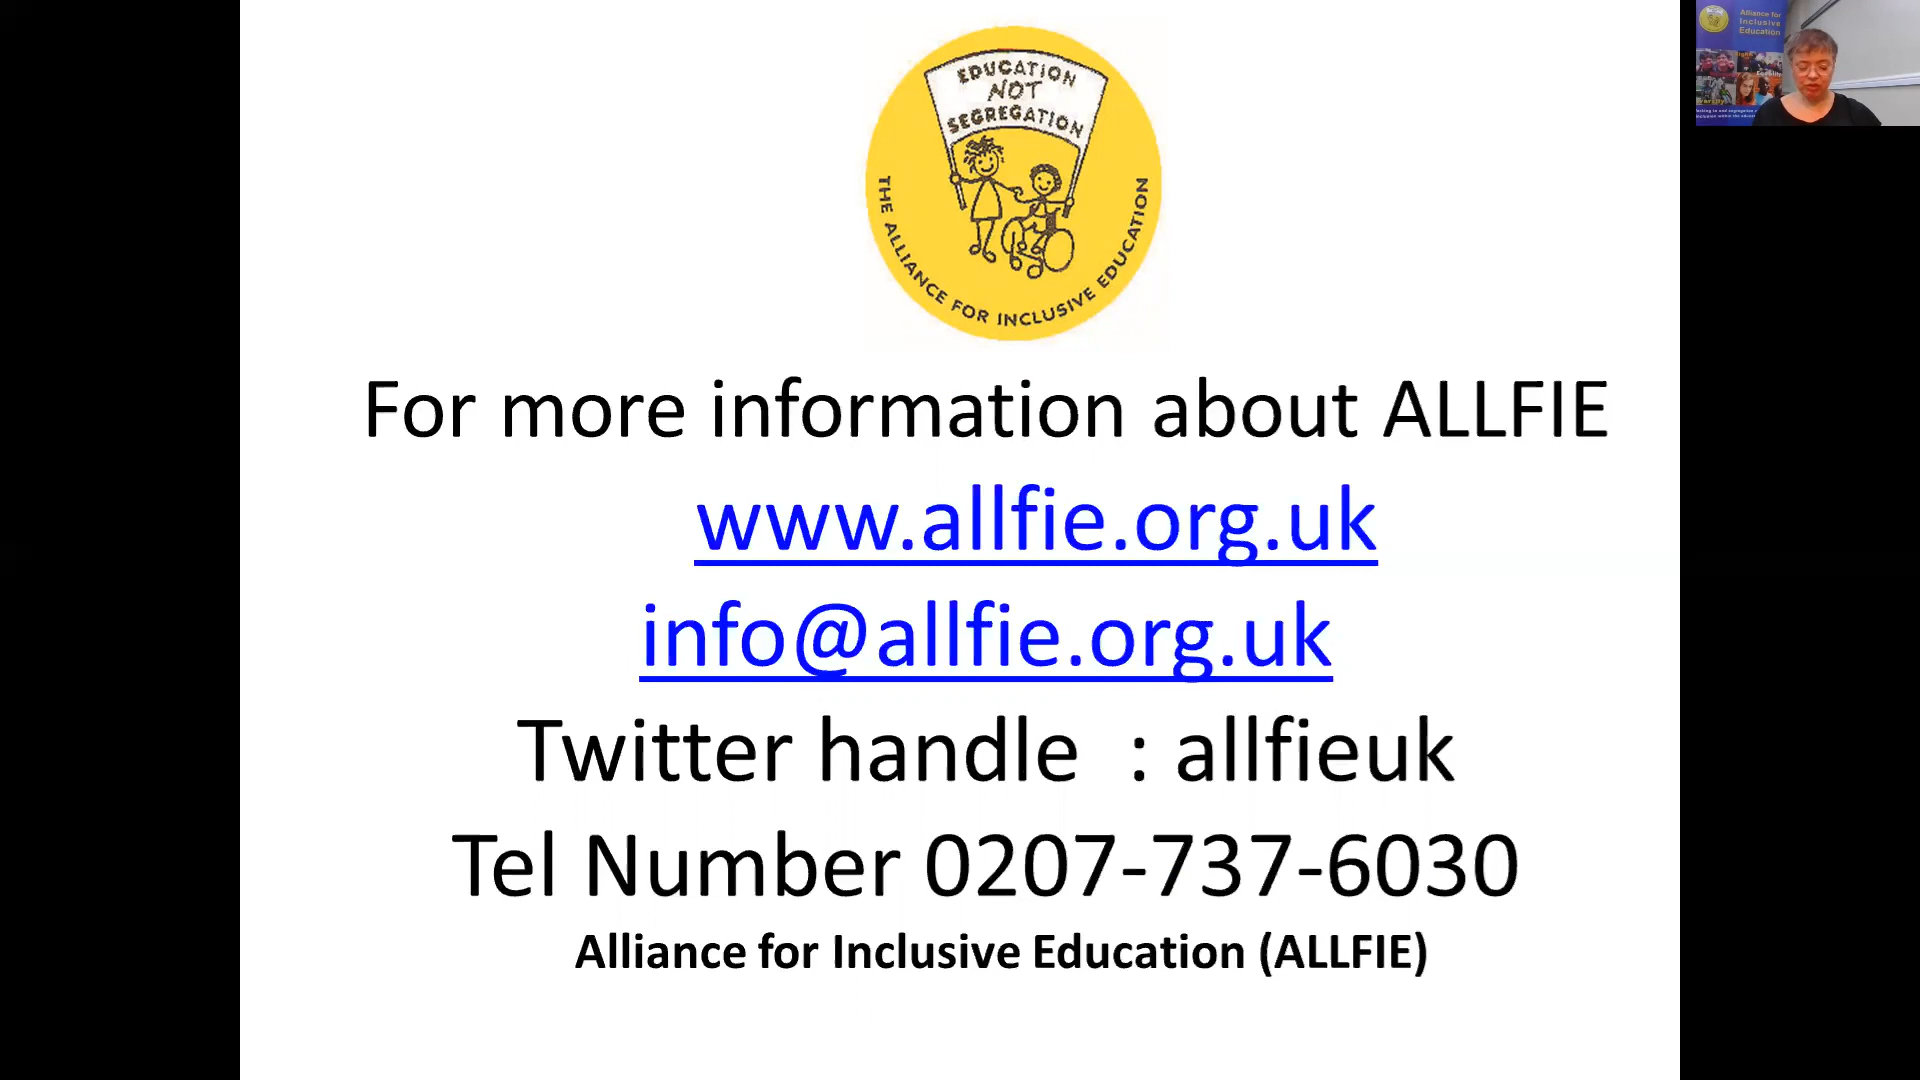 EDUCATION
NOT
SEGREGATION
THE ALLIANCE FOR INCLUSIVE EDUCATION
For more information about ALLFIE
www.allfie.org.uk
info@allfie.org.uk
Twitter handle  : allfieuk
Tel Number 0207-737-6030
Alliance for Inclusive Education (ALLFIE)
Alliance for
Inclusive
Education